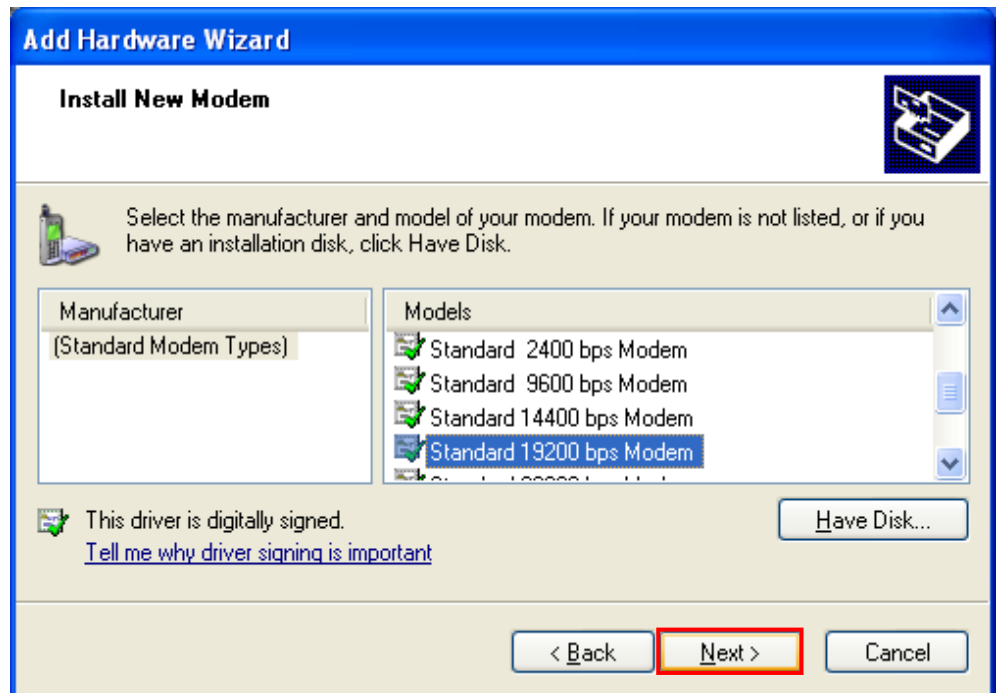 Add Hardware Wizard
Install New Modem
Select the manufacturer and model of your modem. If your modem is not listed, or if you
have an installation disk, click Have Disk.
Manufacturer
(Standard Modem Types)
Models
Standard  2400 bps Modem
Standard  9600 bps Modem
Standard 14400 bps Modem
Standard 19200 bps Modem
This driver is digitally signed.
Tell me why driver signing is important
Have Disk...
< Back
Next >
Cancel